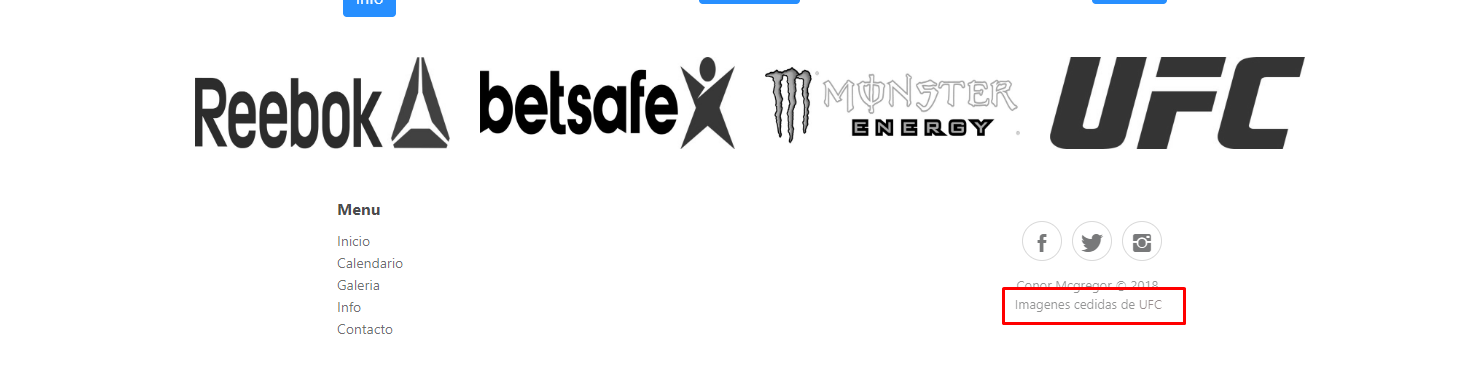 Info
Reebok betsafe MONSTER ENERGY UFC
Menu
Inicio
Calendario
Galeria
Info
Contacto
Conor Mcgregor © 2018
Imagenes cedidas de UFC